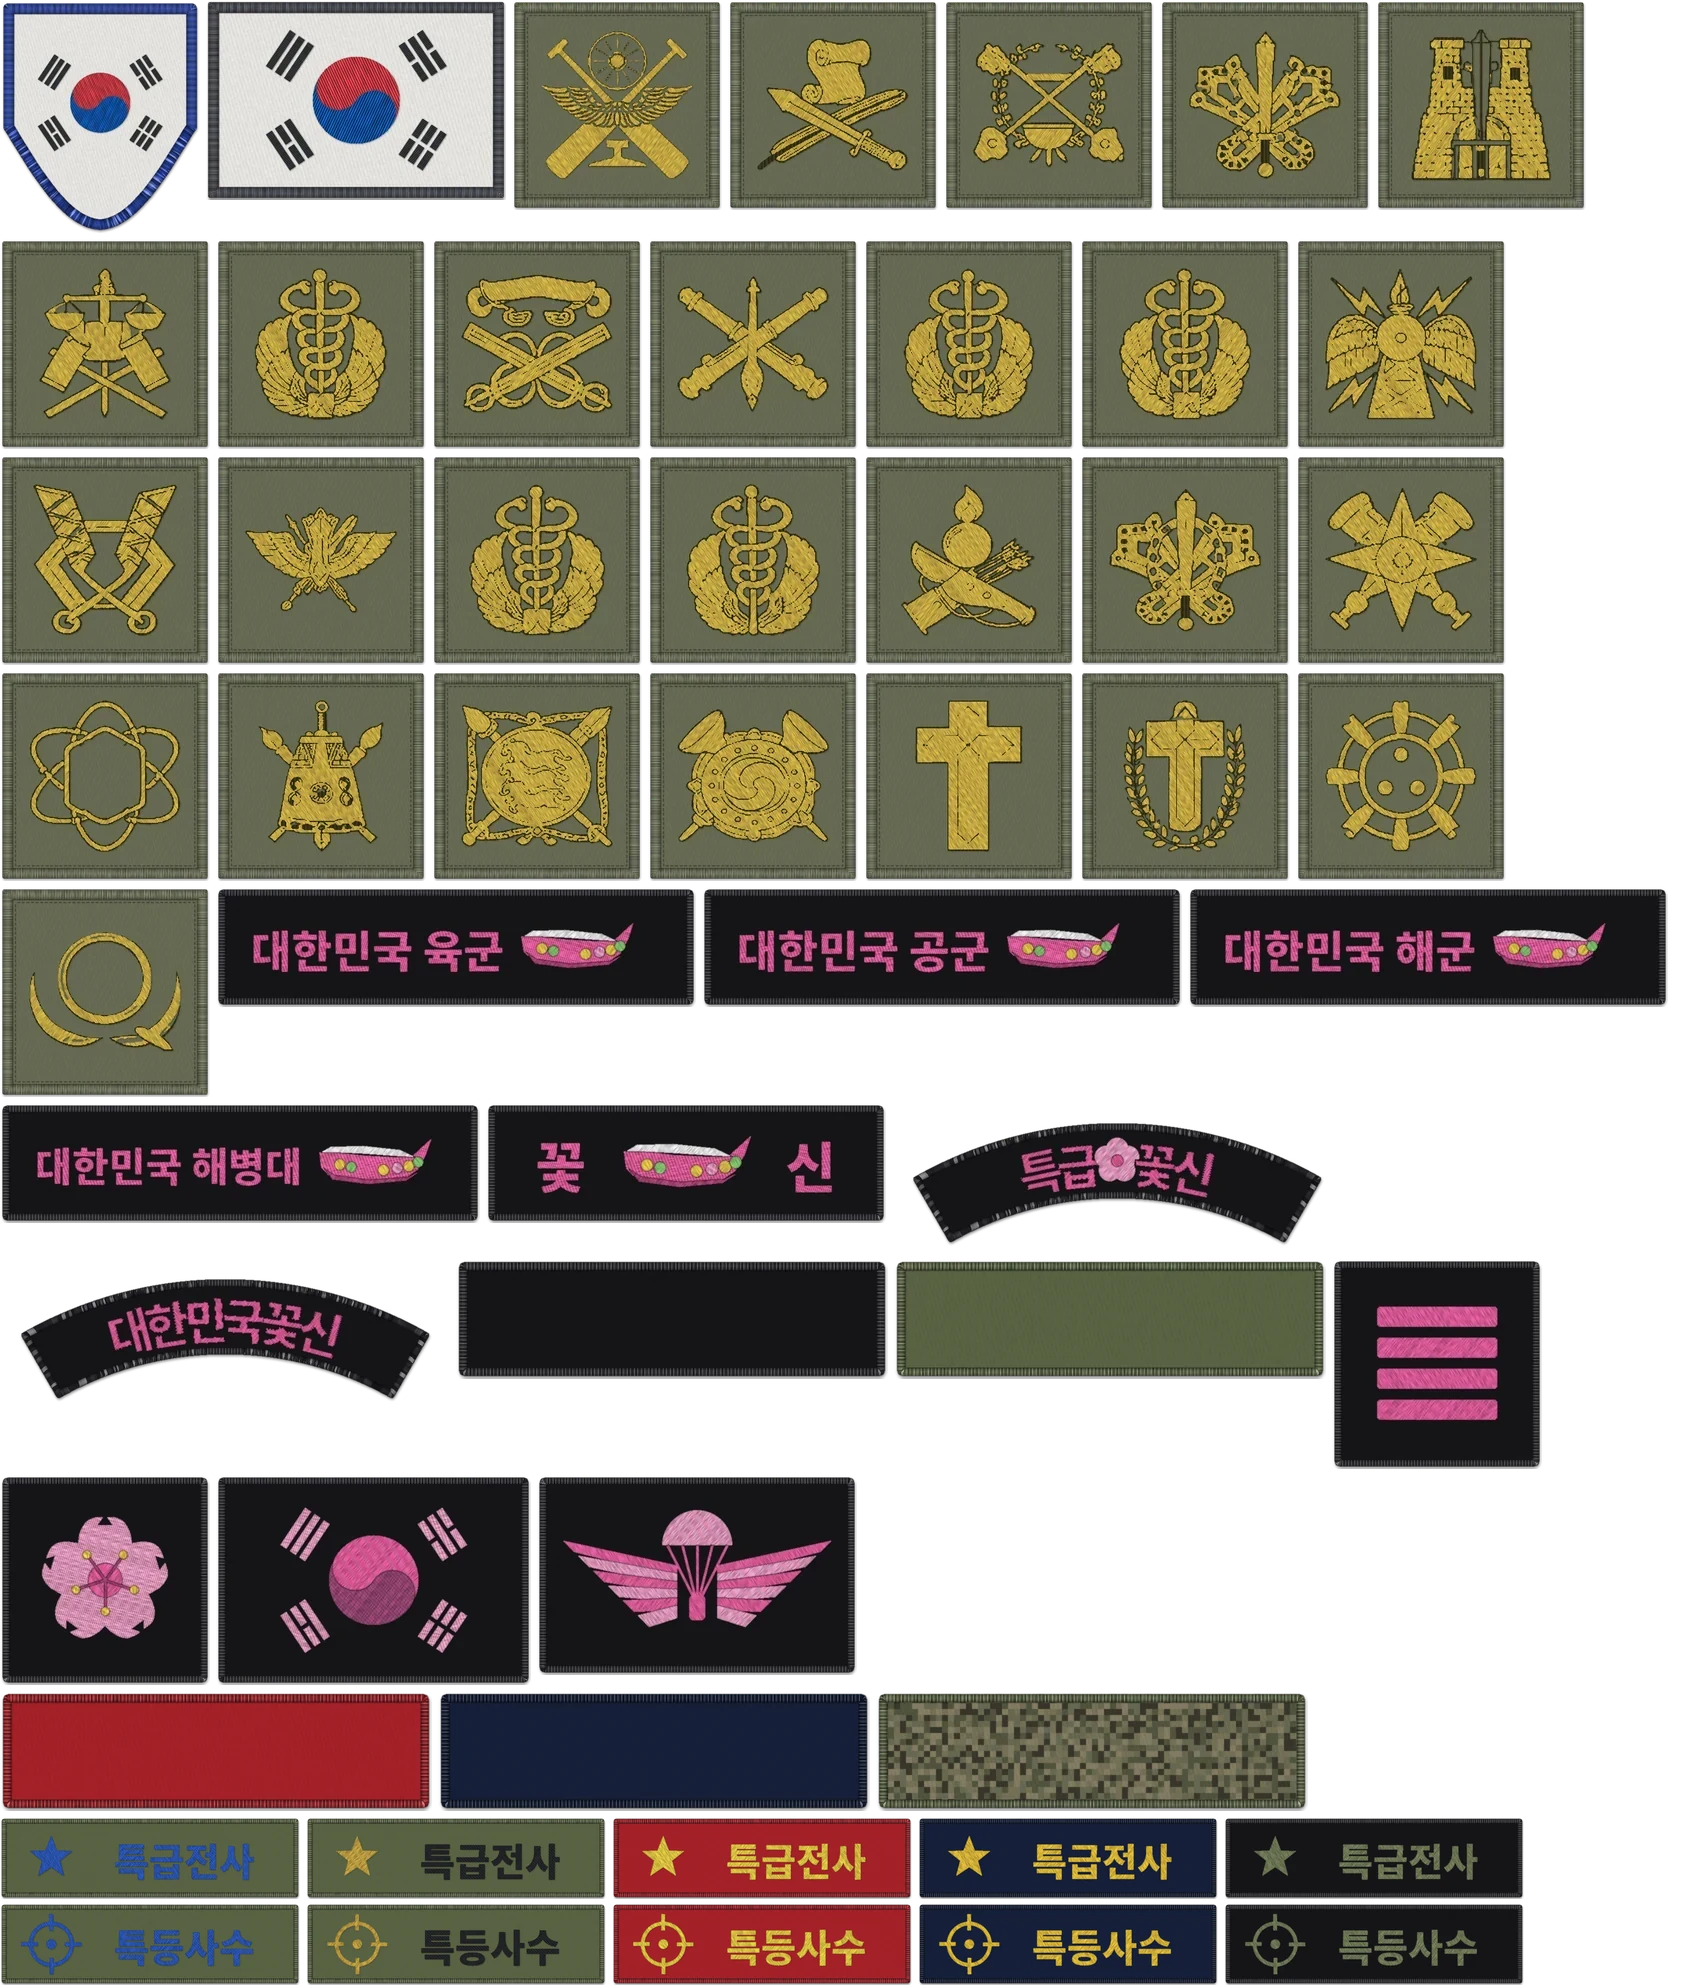 대한민국 육군
대한민국 공군
대한민국 해군
대한민국 해병대
꽃 신
특급 꽃신
대한민국꽃신
특급전사
특급전사
특급전사
특급전사
특급전사
특등사수
특등사수
특등사수
특등사수
특등사수